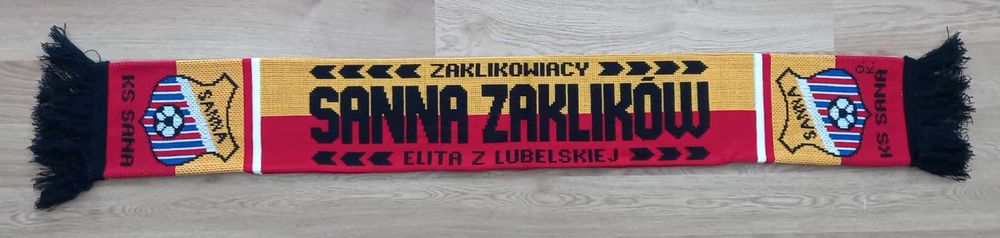 KS SANA
SANNA
ZAKLIKOWIACY
SANNA ZAKLIKÓW
ELITA Z LUBELSKIEJ
SANNA
KS SANA
O.K.